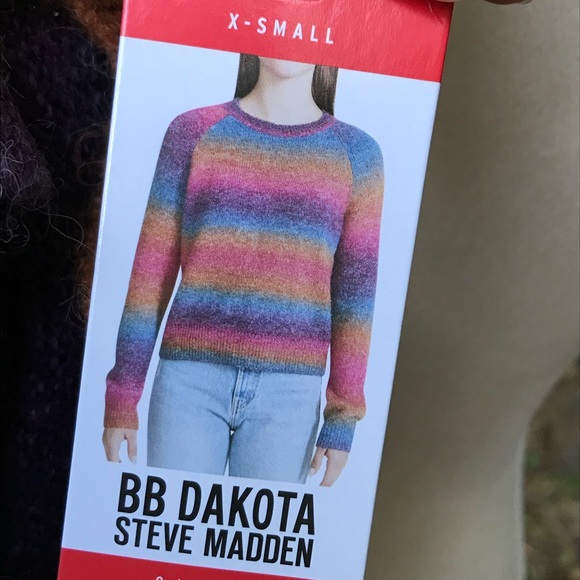 X-SMALL
BB DAKOTA
STEVE MADDEN